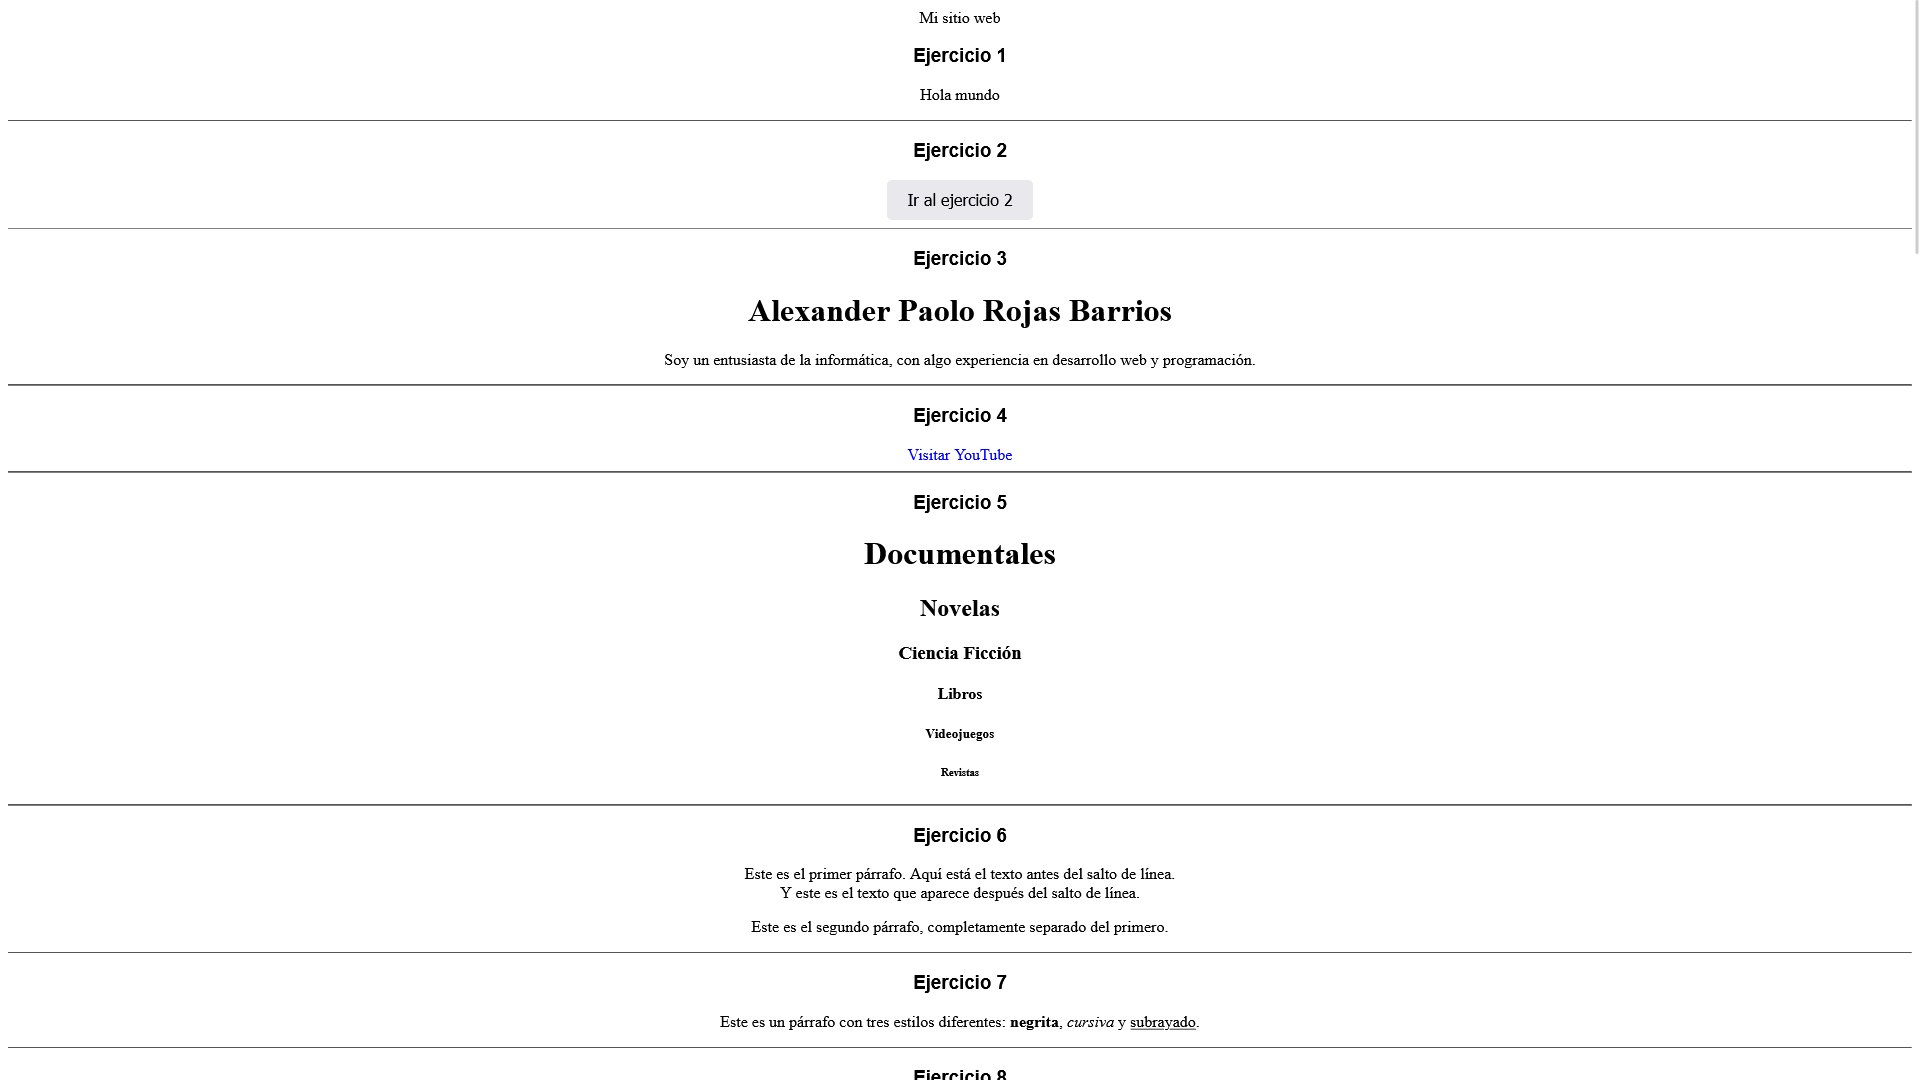 Mi sitio web
Ejercicio 1
Hola mundo
Ejercicio 2
Ir al ejercicio 2
Ejercicio 3
Alexander Paolo Rojas Barrios
Soy un entusiasta de la informática, con algo experiencia en desarrollo web y programación.
Ejercicio 4
Visitar YouTube
Ejercicio 5
Documentales
Novelas
Ciencia Ficción
Libros
Videojuegos
Revistas
Ejercicio 6
Este es el primer párrafo. Aquí está el texto antes del salto de línea.
Y este es el texto que aparece después del salto de línea.
Este es el segundo párrafo, completamente separado del primero.
Ejercicio 7
Este es un párrafo con tres estilos diferentes: negrita, cursiva y subrayado.
Ejercicio 8